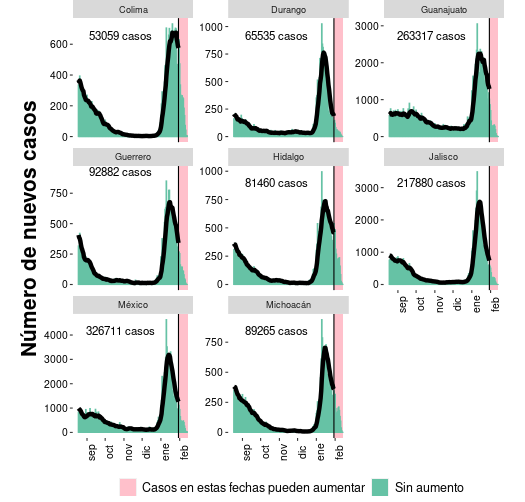 Número de nuevos casos
Colima
53059 casos
600
400
200
0
Durango
65535 casos
1000
750
500
250
0
Guanajuato
263317 casos
3000
2000
1000
0
Guerrero
92882 casos
750
500
250
0
Hidalgo
81460 casos
1000
750
500
250
0
Jalisco
217880 casos
3000
2000
1000
0
sep
oct
nov
dic
ene
feb
México
326711 casos
4000
3000
2000
1000
0
sep
oct
nov
dic
ene
feb
Michoacán
89265 casos
750
500
250
0
sep
oct
nov
dic
ene
feb
Casos en estas fechas pueden aumentar
Sin aumento